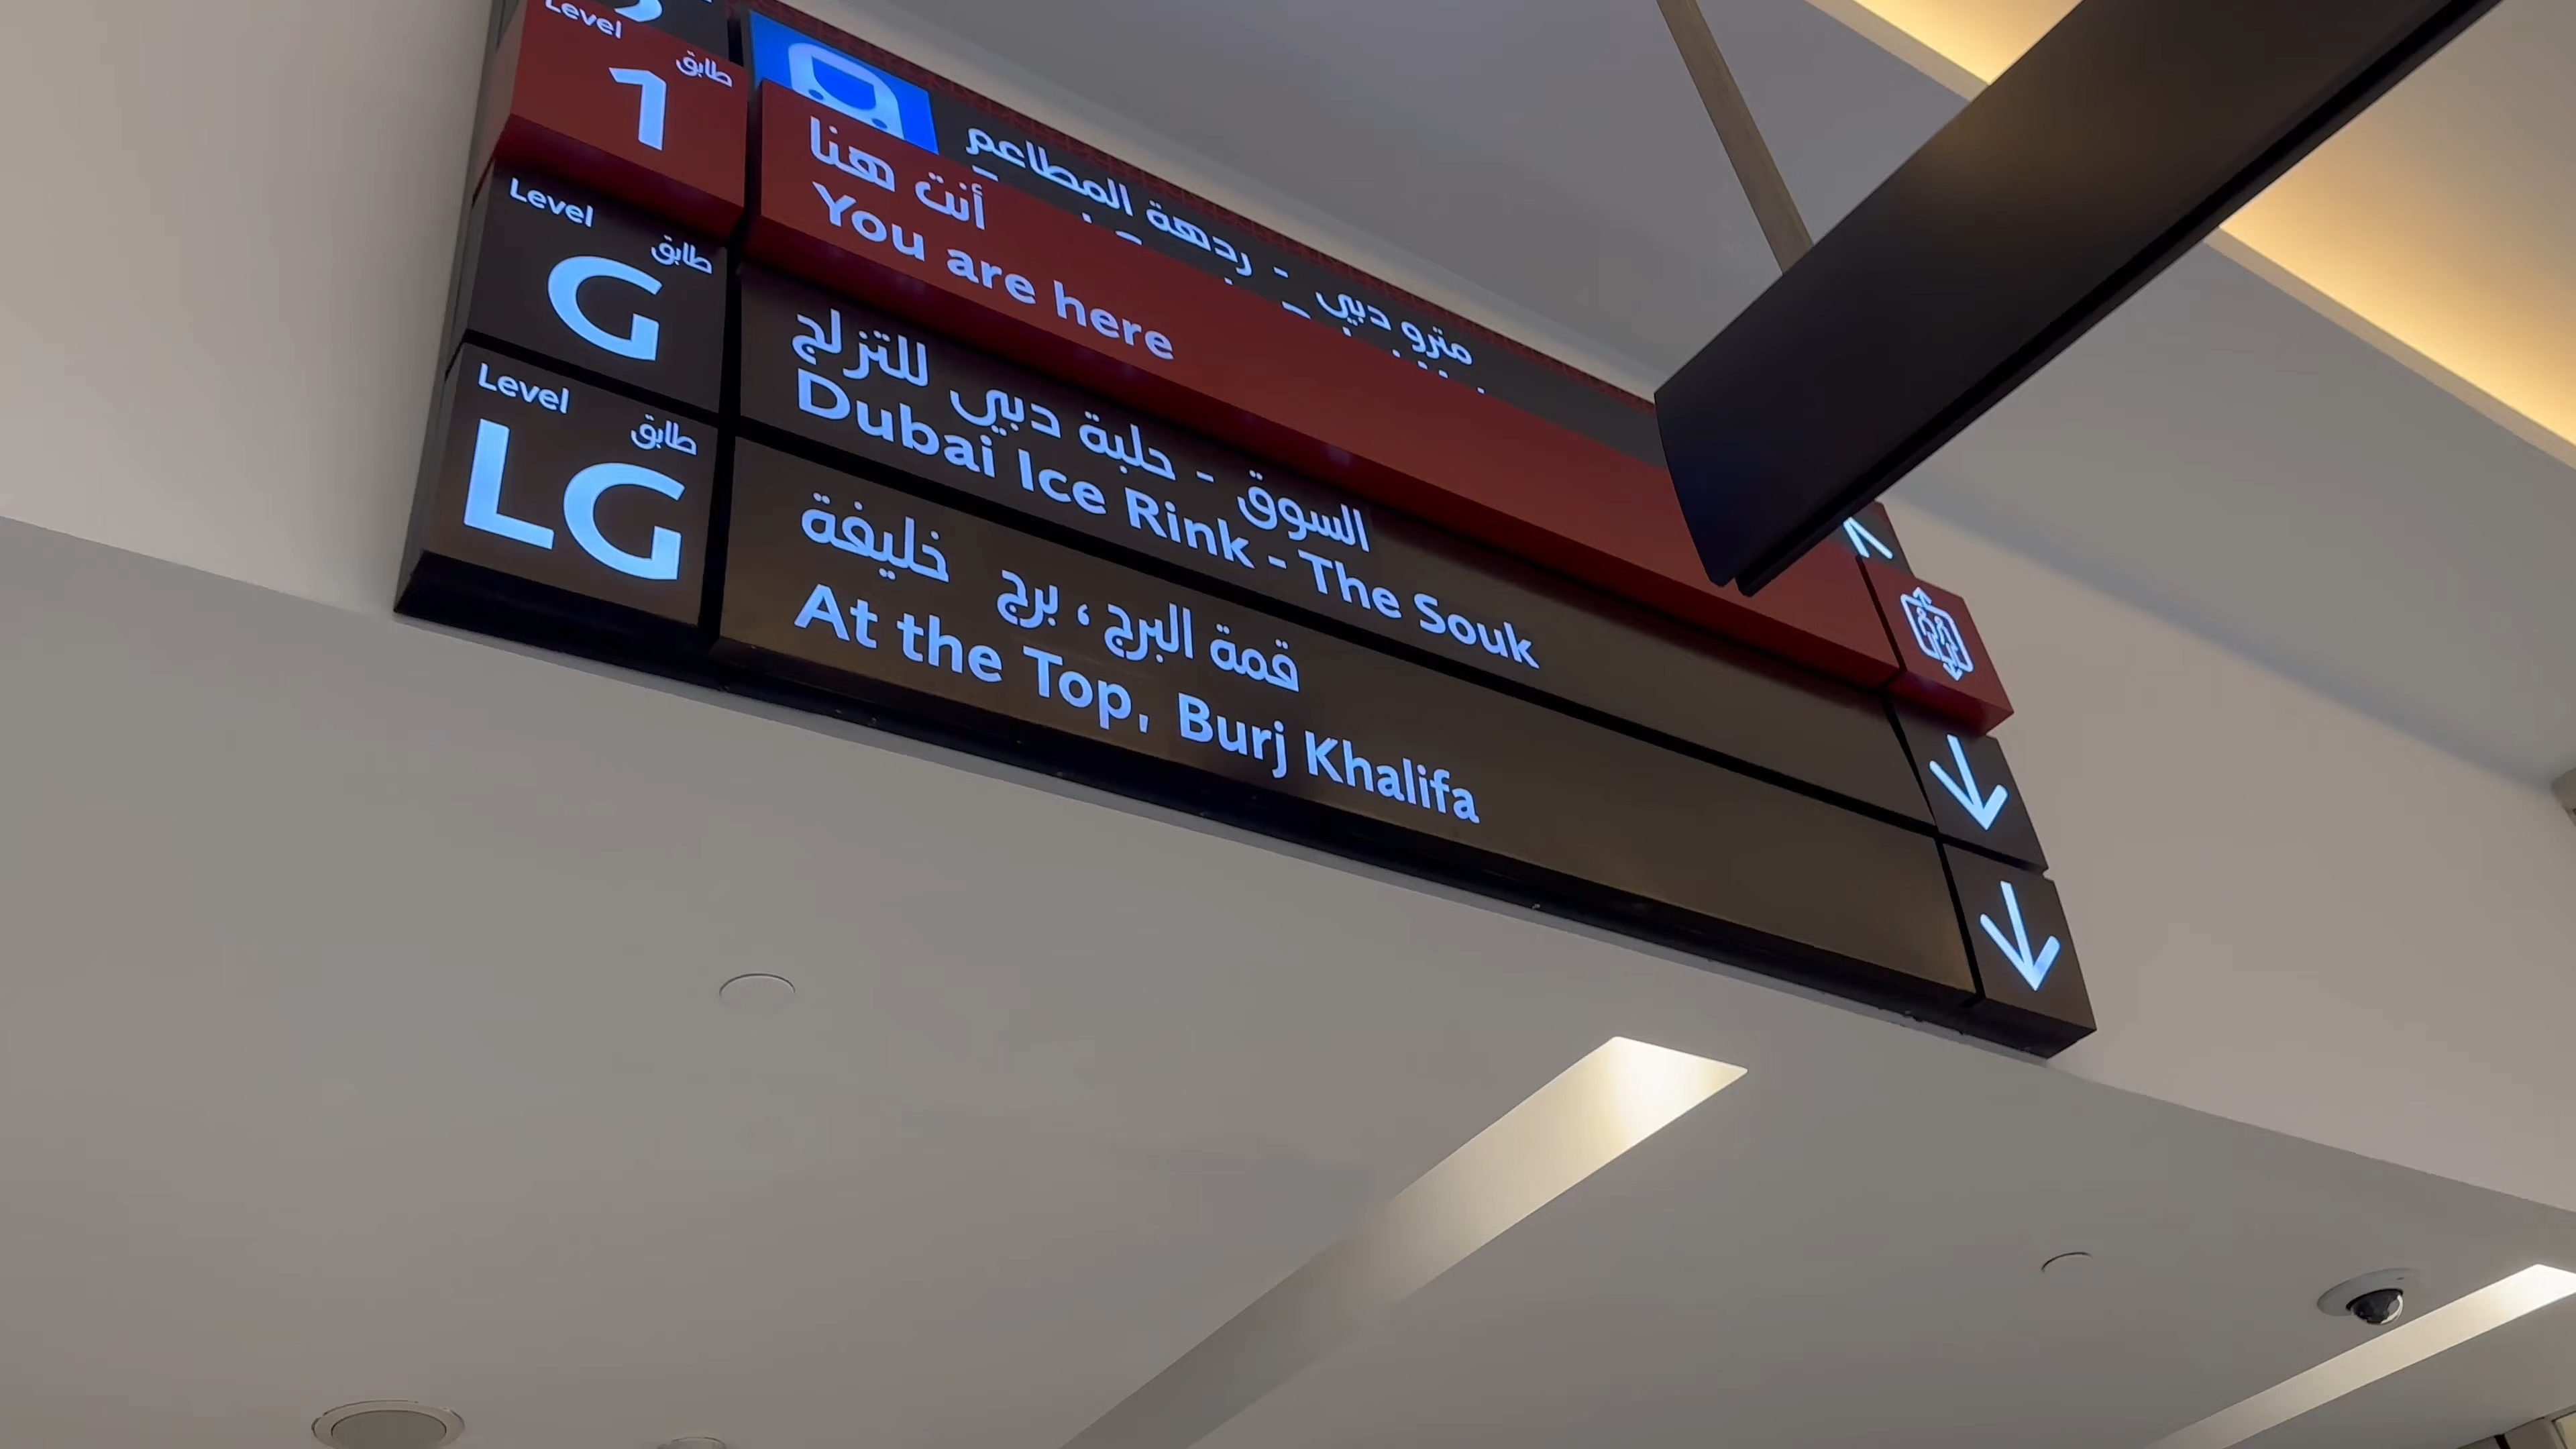 مترو دبي - ردهة المطاعم
Level
طابق
1
أنت هنا
You are here
Level
طابق
G
السوق - حلبة دبي للتزلج
Dubai Ice Rink - The Souk
Level
طابق
LG
قمة البرج ، برج خليفة
At the Top, Burj Khalifa